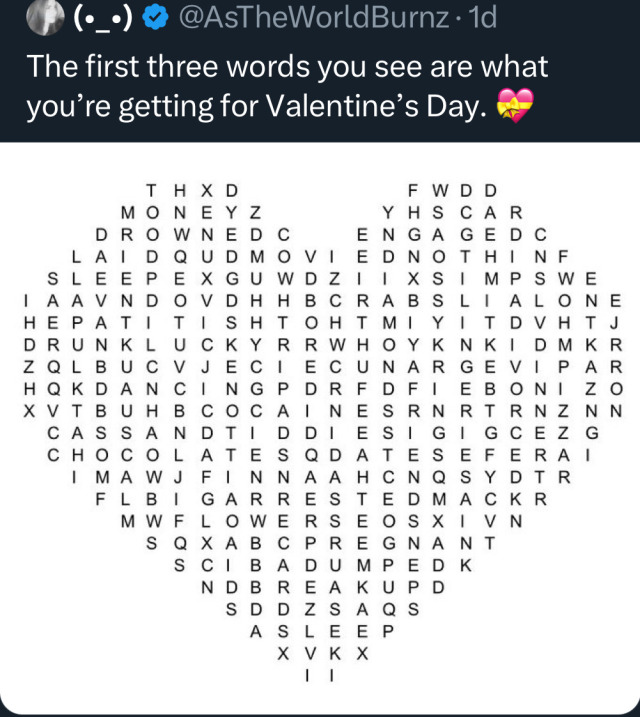 (•_•) @AsTheWorldBurnz · 1d
The first three words you see are what
you’re getting for Valentine’s Day. 💝
T H X D F W D D
M O N E Y Z Y H S C A R
D R O W N E D C E N G A G E D C
L A I D Q U D M O V I E D N O T H I N F
S L E E P E X G U W D Z I I X S I M P S W E
I A A V N D O V D H H B C R A B S L I A L O N E
H E P A T I T I S H T O H T M I Y I T D V H T J
D R U N K L U C K Y R R W H O Y K N K I D M K R
Z Q L B U C V J E C I E C U N A R G E V I P A R
H Q K D A N C I N G P D R F D F I E B O N I Z O
X V T B U H B C O C A I N E S R N R T R N Z N N
C A S S A N D T I D D I E S I G I G C E Z G
C H O C O L A T E S Q D A T E S E F E R A I
I M A W J F I N N A A H C N Q S Y D T R
F L B I G A R R E S T E D M A C K R
M W F L O W E R S E O S X I V N
S Q X A B C P R E G N A N T
S C I B A D U M P E D K
N D B R E A K U P D
S D D Z S A Q S
A S L E E P
X V K X
I I